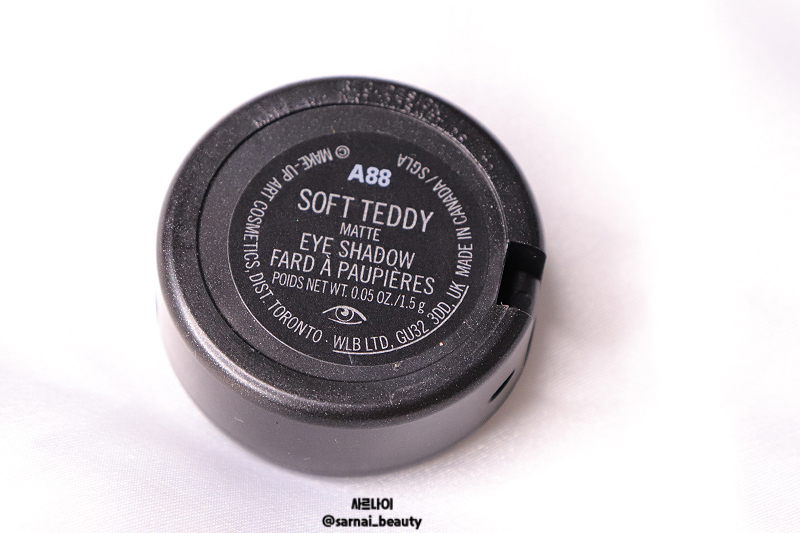 A88
SOFT TEDDY
MATTE
EYE SHADOW
FARD À PAUPIÈRES
POIDS NET WT. 0.05 OZ./1.5 g
© MAKE-UP ART COSMETICS, DIST. TORONTO · WLB LTD, GU32 3DD, UK MADE IN CANADA / SGLA
사르나이
@sarnai_beauty